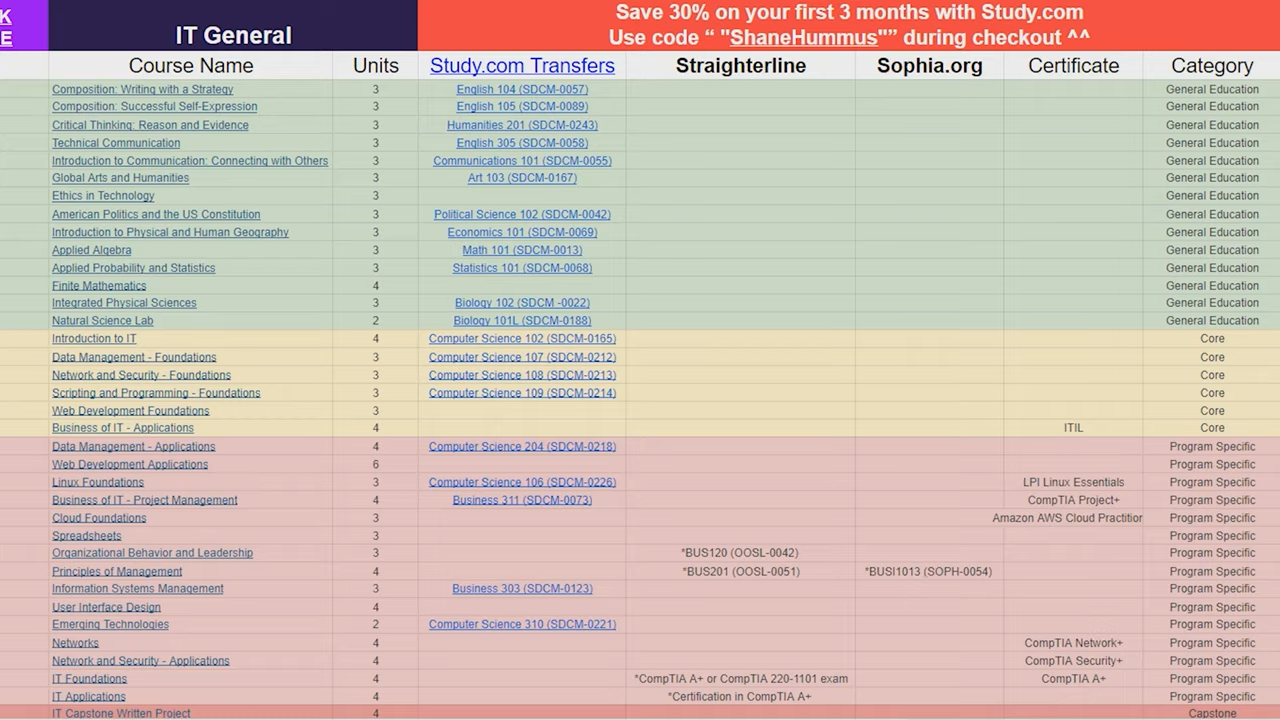 K
E
IT General
Save 30% on your first 3 months with Study.com
Use code “ "ShaneHummus"” during checkout ^^
Course Name Units Study.com Transfers Straighterline Sophia.org Certificate Category
Composition: Writing with a Strategy 3 English 104 (SDCM-0057) General Education
Composition: Successful Self-Expression 3 English 105 (SDCM-0089) General Education
Critical Thinking: Reason and Evidence 3 Humanities 201 (SDCM-0243) General Education
Technical Communication 3 English 305 (SDCM-0058) General Education
Introduction to Communication: Connecting with Others 3 Communications 101 (SDCM-0055) General Education
Global Arts and Humanities 3 Art 103 (SDCM-0167) General Education
Ethics in Technology 3 General Education
American Politics and the US Constitution 3 Political Science 102 (SDCM-0042) General Education
Introduction to Physical and Human Geography 3 Economics 101 (SDCM-0069) General Education
Applied Algebra 3 Math 101 (SDCM-0013) General Education
Applied Probability and Statistics 3 Statistics 101 (SDCM-0068) General Education
Finite Mathematics 4 General Education
Integrated Physical Sciences 3 Biology 102 (SDCM -0022) General Education
Natural Science Lab 2 Biology 101L (SDCM-0188) General Education
Introduction to IT 4 Computer Science 102 (SDCM-0165) Core
Data Management - Foundations 3 Computer Science 107 (SDCM-0212) Core
Network and Security - Foundations 3 Computer Science 108 (SDCM-0213) Core
Scripting and Programming - Foundations 3 Computer Science 109 (SDCM-0214) Core
Web Development Foundations 3 Core
Business of IT - Applications 4 ITIL Core
Data Management - Applications 4 Computer Science 204 (SDCM-0218) Program Specific
Web Development Applications 6 Program Specific
Linux Foundations 3 Computer Science 106 (SDCM-0226) LPI Linux Essentials Program Specific
Business of IT - Project Management 4 Business 311 (SDCM-0073) CompTIA Project+ Program Specific
Cloud Foundations 3 Amazon AWS Cloud Practitior Program Specific
Spreadsheets 3 Program Specific
Organizational Behavior and Leadership 3 *BUS120 (OOSL-0042) Program Specific
Principles of Management 4 *BUS201 (OOSL-0051) *BUSI1013 (SOPH-0054) Program Specific
Information Systems Management 3 Business 303 (SDCM-0123) Program Specific
User Interface Design 4 Program Specific
Emerging Technologies 2 Computer Science 310 (SDCM-0221) Program Specific
Networks 4 CompTIA Network+ Program Specific
Network and Security - Applications 4 CompTIA Security+ Program Specific
IT Foundations 4 *CompTIA A+ or CompTIA 220-1101 exam CompTIA A+ Program Specific
IT Applications 4 *Certification in CompTIA A+ Program Specific
IT Capstone Written Project 4 Capstone